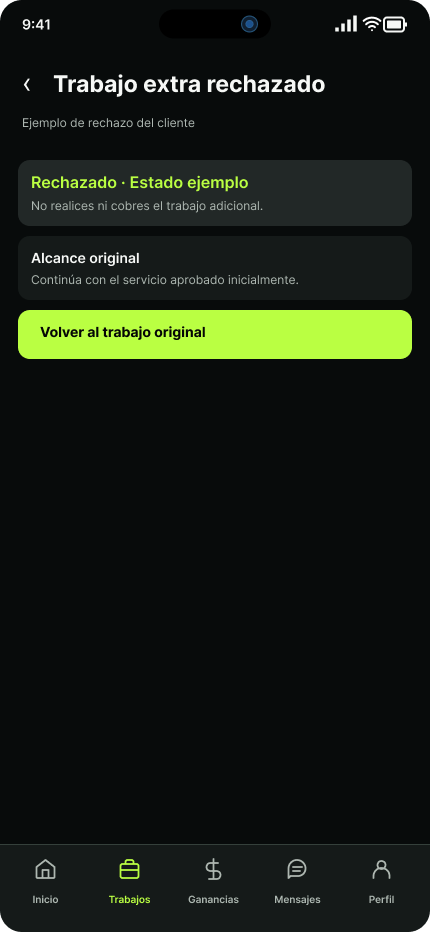 9:41
‹ Trabajo extra rechazado
Ejemplo de rechazo del cliente
Rechazado · Estado ejemplo
No realices ni cobres el trabajo adicional.
Alcance original
Continúa con el servicio aprobado inicialmente.
Volver al trabajo original
Inicio Trabajos Ganancias Mensajes Perfil